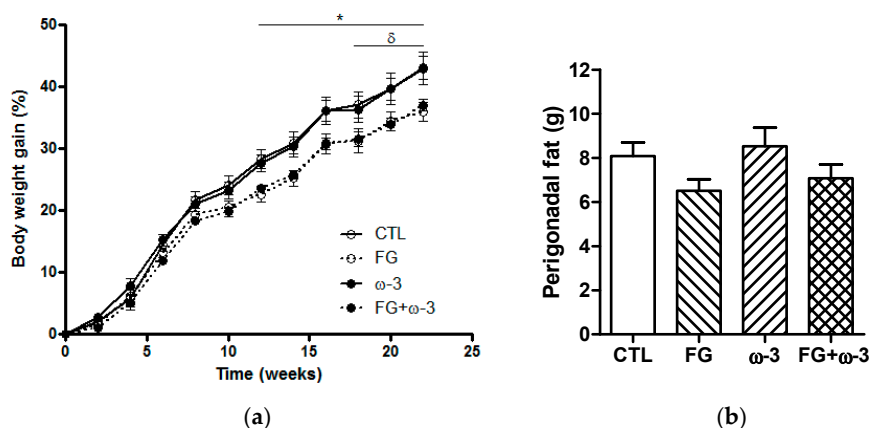 50
40
30
20
10
0
0 5 10 15 20 25
Body weight gain (%)
Time (weeks)
*
δ
CTL
FG
ω-3
FG+ω-3
(a)
12
10
8
6
4
2
0
Perigonadal fat (g)
CTL FG ω-3 FG+ω-3
(b)